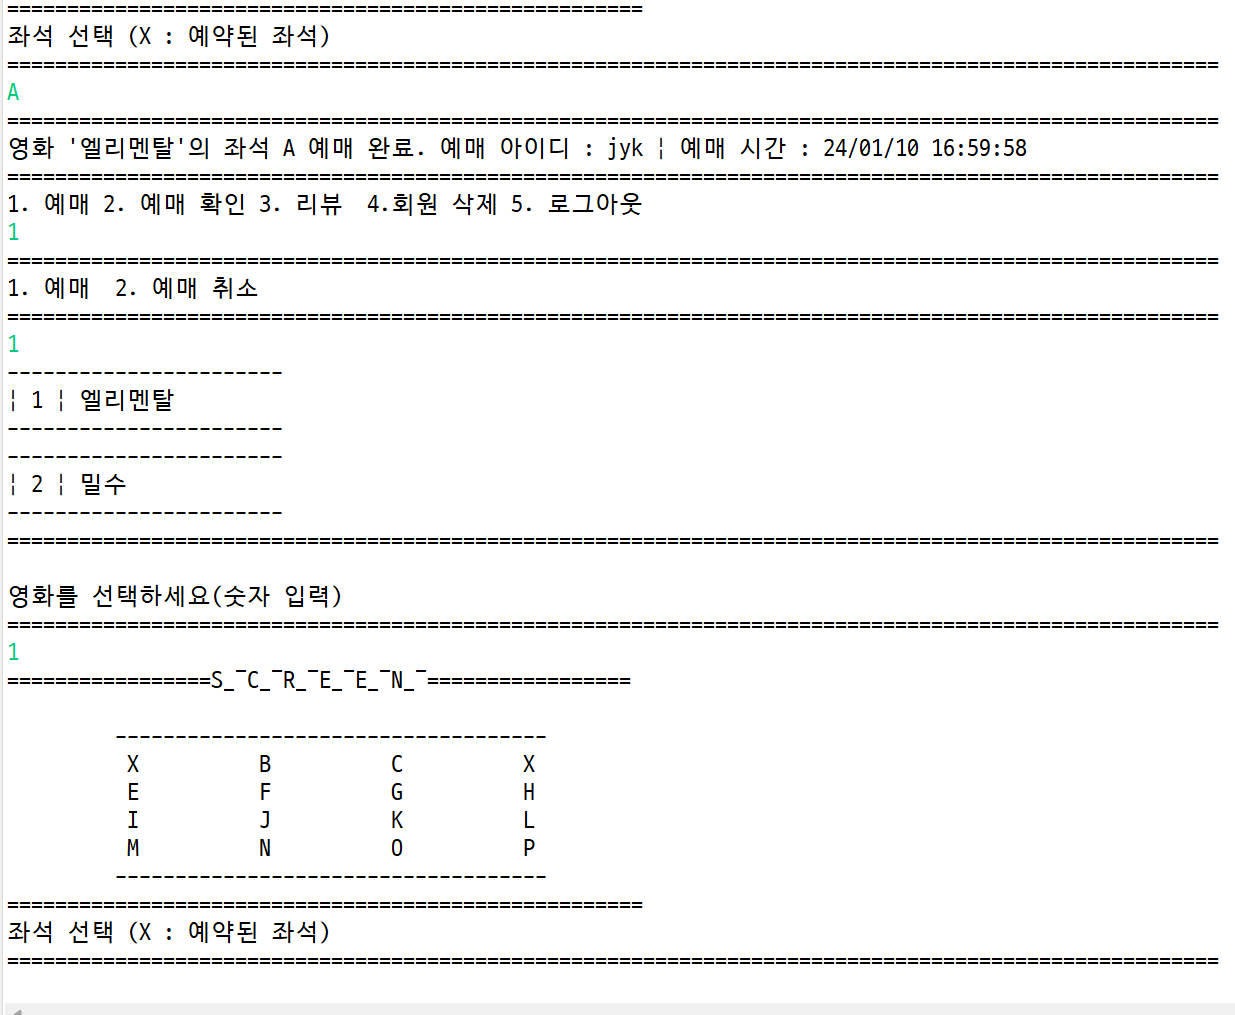 =====================================================
좌석 선택 (X : 예약된 좌석)
=====================================================================================================
A
=====================================================================================================
영화 '엘리멘탈'의 좌석 A 예매 완료. 예매 아이디 : jyk ¦ 예매 시간 : 24/01/10 16:59:58
=====================================================================================================
1. 예매 2. 예매 확인 3. 리뷰  4.회원 삭제 5. 로그아웃
1
=====================================================================================================
1. 예매  2. 예매 취소
=====================================================================================================
1
-----------------------
¦ 1 ¦ 엘리멘탈
-----------------------
-----------------------
¦ 2 ¦ 밀수
-----------------------
=====================================================================================================
영화를 선택하세요(숫자 입력)
=====================================================================================================
1
=================S_‾C_‾R_‾E_‾E_‾N_‾=================
------------------------------------
X B C X
E F G H
I J K L
M N O P
------------------------------------
=====================================================
좌석 선택 (X : 예약된 좌석)
=====================================================================================================